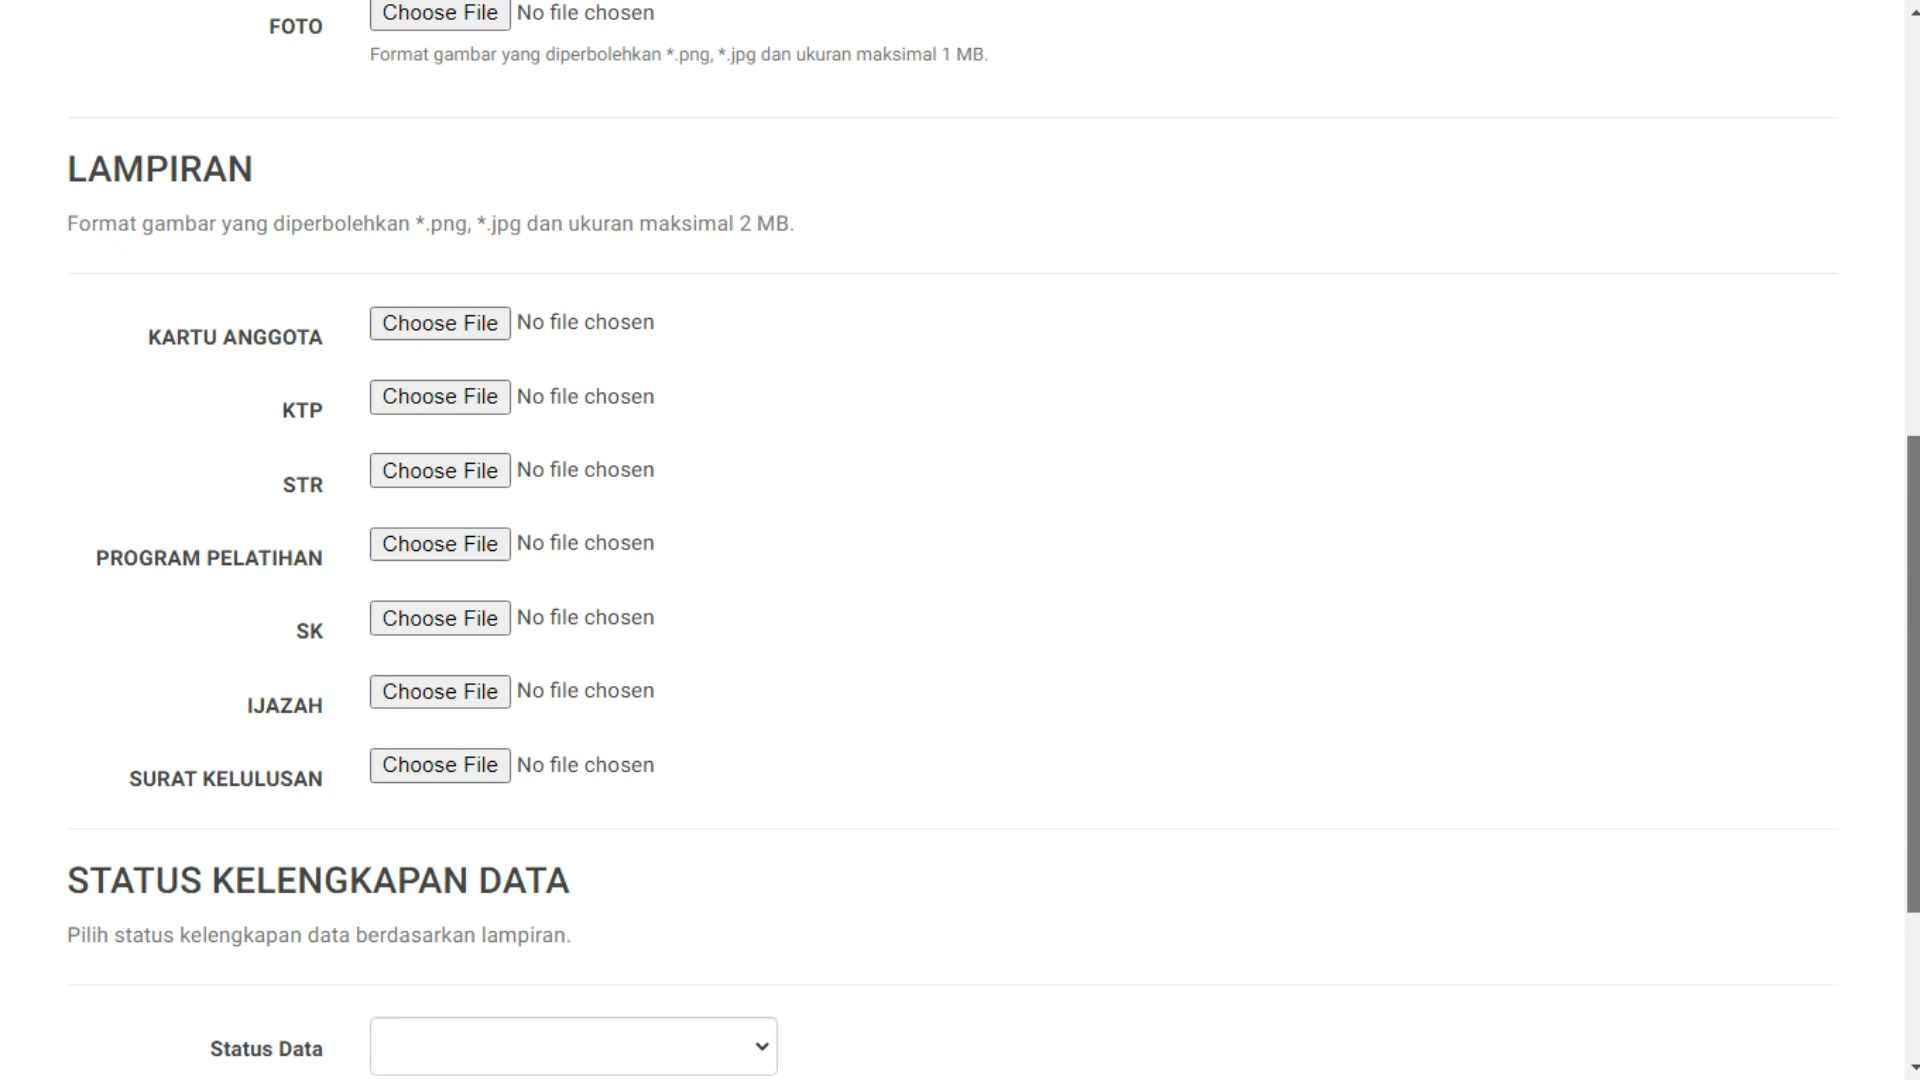 FOTO Choose File No file chosen
Format gambar yang diperbolehkan *.png, *.jpg dan ukuran maksimal 1 MB.
LAMPIRAN
Format gambar yang diperbolehkan *.png, *.jpg dan ukuran maksimal 2 MB.
KARTU ANGGOTA Choose File No file chosen
KTP Choose File No file chosen
STR Choose File No file chosen
PROGRAM PELATIHAN Choose File No file chosen
SK Choose File No file chosen
IJAZAH Choose File No file chosen
SURAT KELULUSAN Choose File No file chosen
STATUS KELENGKAPAN DATA
Pilih status kelengkapan data berdasarkan lampiran.
Status Data